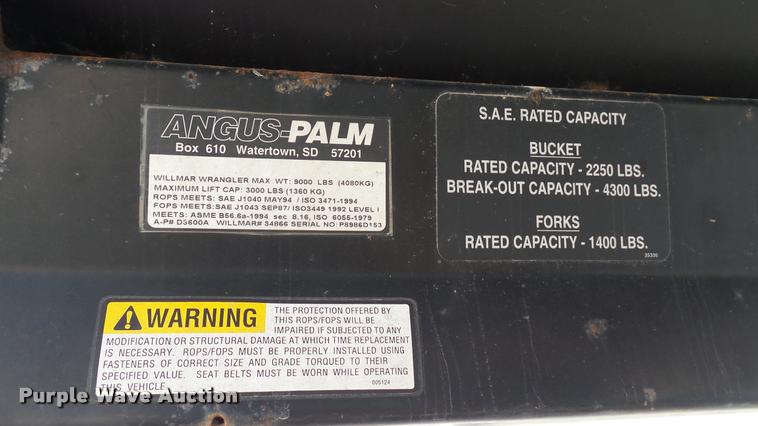 ANGUS-PALM
Box 610 Watertown, SD 57201
WILLMAR WRANGLER MAX WT: 9000 LBS (4080KG)
MAXIMUM LIFT CAP: 3000 LBS (1360 KG)
ROPS MEETS: SAE J1040 MAY94 / ISO 3471-1994
FOPS MEETS: SAE J1043 SEP87/ ISO3449 1992 LEVEL I
MEETS: ASME B56.6a-1994 sec 8.16, ISO 6055-1979
A-P# D3600A WILLMAR# 34866 SERIAL NO: P8986D153
S.A.E. RATED CAPACITY
BUCKET
RATED CAPACITY - 2250 LBS.
BREAK-OUT CAPACITY - 4300 LBS.
FORKS
RATED CAPACITY - 1400 LBS.
35306
WARNING
THE PROTECTION OFFERED BY
THIS ROPS/FOPS WILL BE
IMPAIRED IF SUBJECTED TO ANY
MODIFICATION OR STRUCTURAL DAMAGE AT WHICH TIME REPLACEMENT
IS NECESSARY. ROPS/FOPS MUST BE PROPERLY INSTALLED USING
FASTENERS OF CORRECT SIZE AND GRADE TORQUED TO THEIR
SPECIFIED VALUE. SEAT BELTS MUST BE WORN WHILE OPERATING
THIS VEHICLE.
005124
Purple Wave Auction